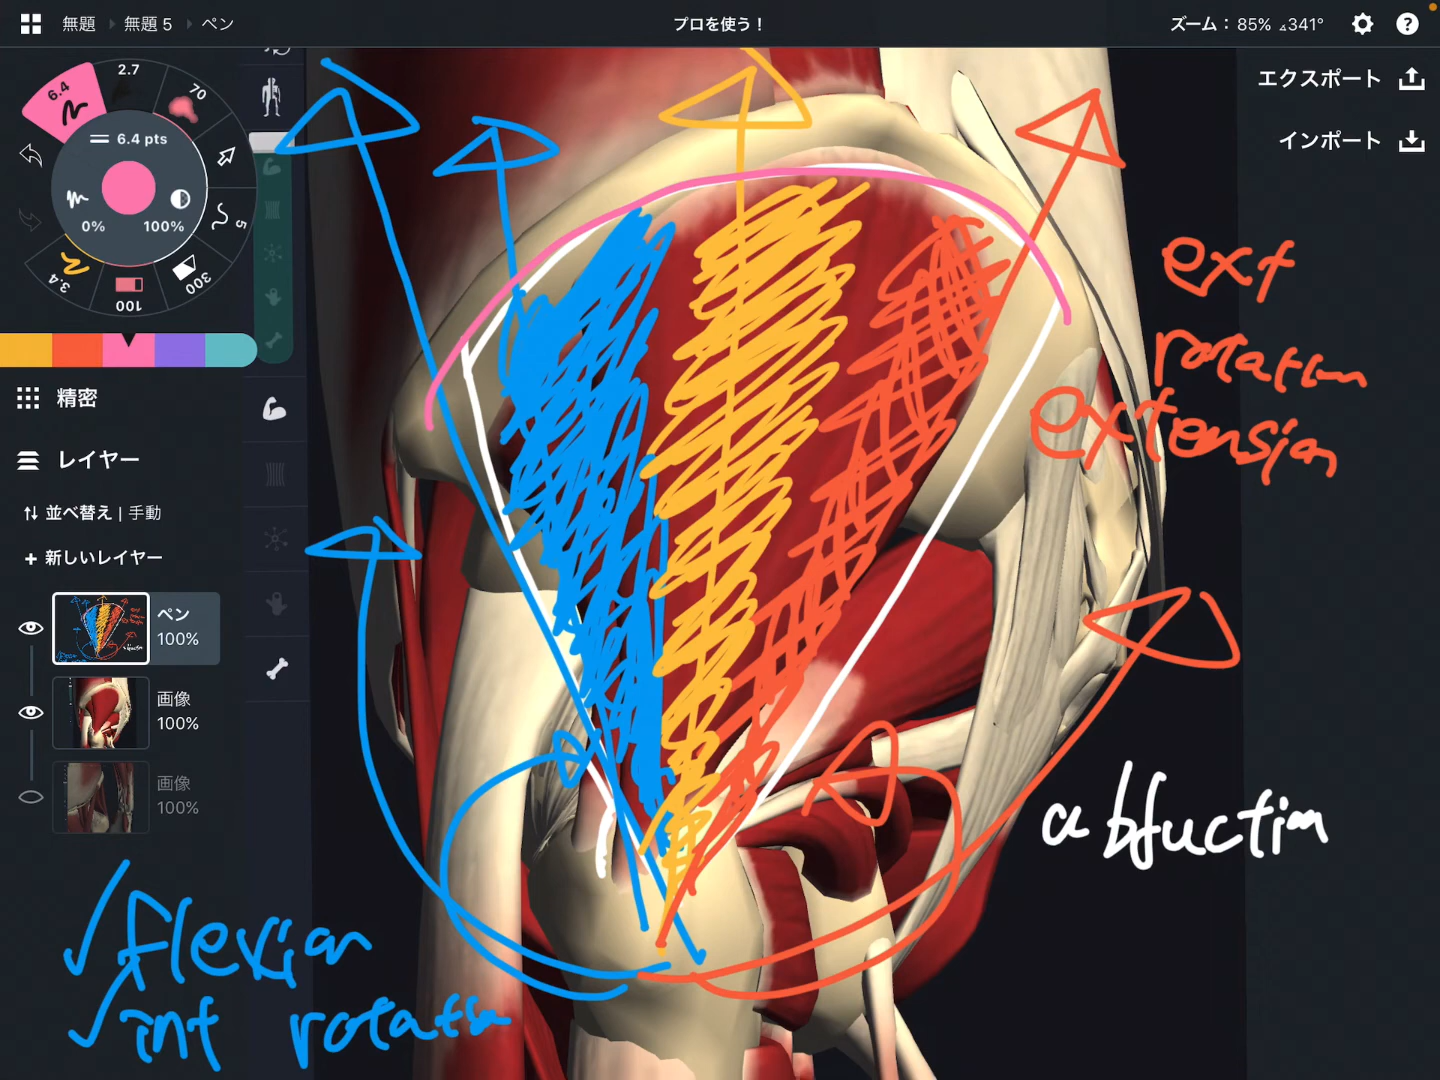 無題 無題 5 ペン
プロを使う！
ズーム： 85% ⦟341°
エクスポート
インポート
2.7
6.4
70
6.4 pts
0% 100%
5
3.4
100
300
精密
レイヤー
並べ替え | 手動
+ 新しいレイヤー
ペン
100%
画像
100%
画像
100%
ext
rotation
extension
abduction
flexion
int rotation